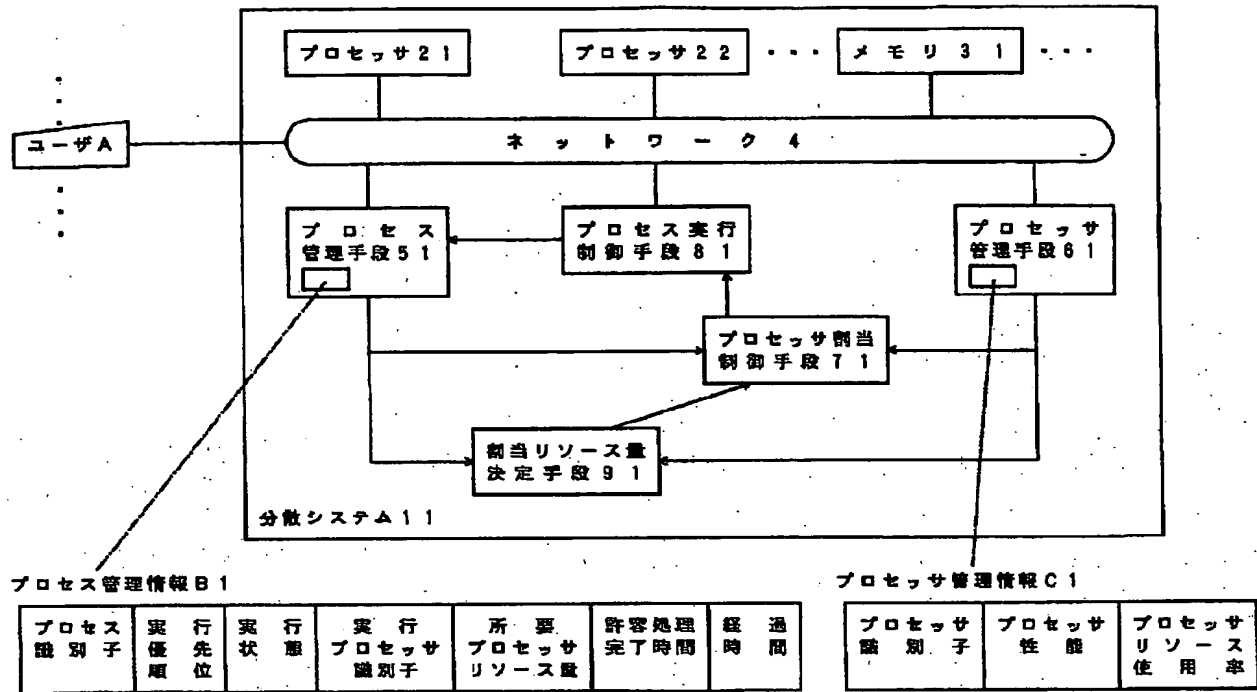 プロセッサ21
プロセッサ22
・・・
メモリ31
・・・
ユーザA
ネットワーク4
プロセス
管理手段51
プロセス実行
制御手段81
プロセッサ
管理手段61
プロセッサ割当
制御手段71
割当リソース量
決定手段91
分散システム11
プロセス管理情報B1
プロセッサ管理情報C1
プロセス
識別子
実行
優先
順位
実行
状態
実行
プロセッサ
識別子
所要
プロセッサ
リソース量
許容処理
完了時間
経過
時間
プロセッサ
識別子
プロセッサ
性能
プロセッサ
リソース
使用率